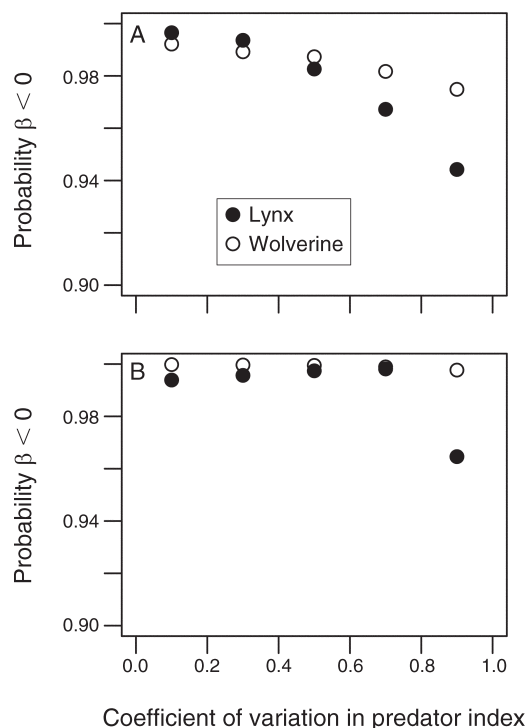 A
Probability β < 0
0.98
0.94
0.90
Lynx
Wolverine
B
Probability β < 0
0.98
0.94
0.90
0.0 0.2 0.4 0.6 0.8 1.0
Coefficient of variation in predator index